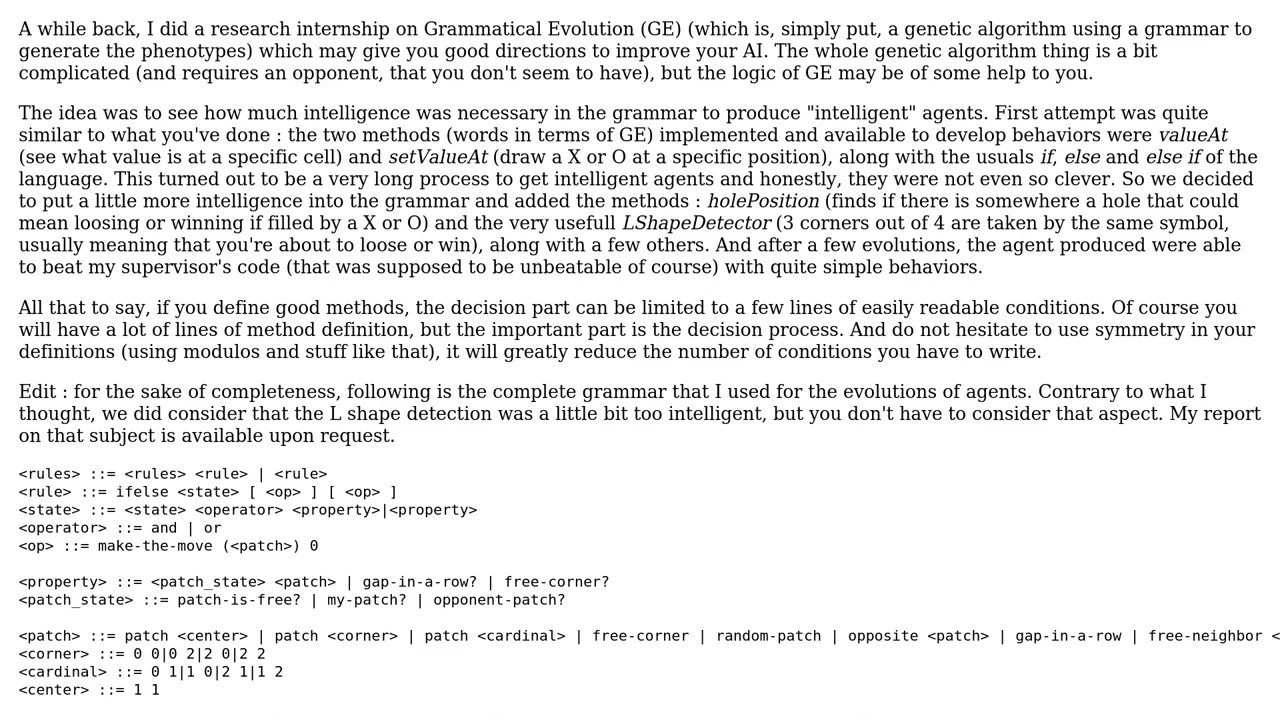 A while back, I did a research internship on Grammatical Evolution (GE) (which is, simply put, a genetic algorithm using a grammar to
generate the phenotypes) which may give you good directions to improve your AI. The whole genetic algorithm thing is a bit
complicated (and requires an opponent, that you don't seem to have), but the logic of GE may be of some help to you.
The idea was to see how much intelligence was necessary in the grammar to produce "intelligent" agents. First attempt was quite
similar to what you've done : the two methods (words in terms of GE) implemented and available to develop behaviors were valueAt
(see what value is at a specific cell) and setValueAt (draw a X or O at a specific position), along with the usuals if, else and else if of the
language. This turned out to be a very long process to get intelligent agents and honestly, they were not even so clever. So we decided
to put a little more intelligence into the grammar and added the methods : holePosition (finds if there is somewhere a hole that could
mean loosing or winning if filled by a X or O) and the very usefull LShapeDetector (3 corners out of 4 are taken by the same symbol,
usually meaning that you're about to loose or win), along with a few others. And after a few evolutions, the agent produced were able
to beat my supervisor's code (that was supposed to be unbeatable of course) with quite simple behaviors.
All that to say, if you define good methods, the decision part can be limited to a few lines of easily readable conditions. Of course you
will have a lot of lines of method definition, but the important part is the decision process. And do not hesitate to use symmetry in your
definitions (using modulos and stuff like that), it will greatly reduce the number of conditions you have to write.
Edit : for the sake of completeness, following is the complete grammar that I used for the evolutions of agents. Contrary to what I
thought, we did consider that the L shape detection was a little bit too intelligent, but you don't have to consider that aspect. My report
on that subject is available upon request.
<rules> ::= <rules> <rule> | <rule>
<rule> ::= ifelse <state> [ <op> ] [ <op> ]
<state> ::= <state> <operator> <property>|<property>
<operator> ::= and | or
<op> ::= make-the-move (<patch>) 0
<property> ::= <patch_state> <patch> | gap-in-a-row? | free-corner?
<patch_state> ::= patch-is-free? | my-patch? | opponent-patch?
<patch> ::= patch <center> | patch <corner> | patch <cardinal> | free-corner | random-patch | opposite <patch> | gap-in-a-row | free-neighbor <
<corner> ::= 0 0|0 2|2 0|2 2
<cardinal> ::= 0 1|1 0|2 1|1 2
<center> ::= 1 1